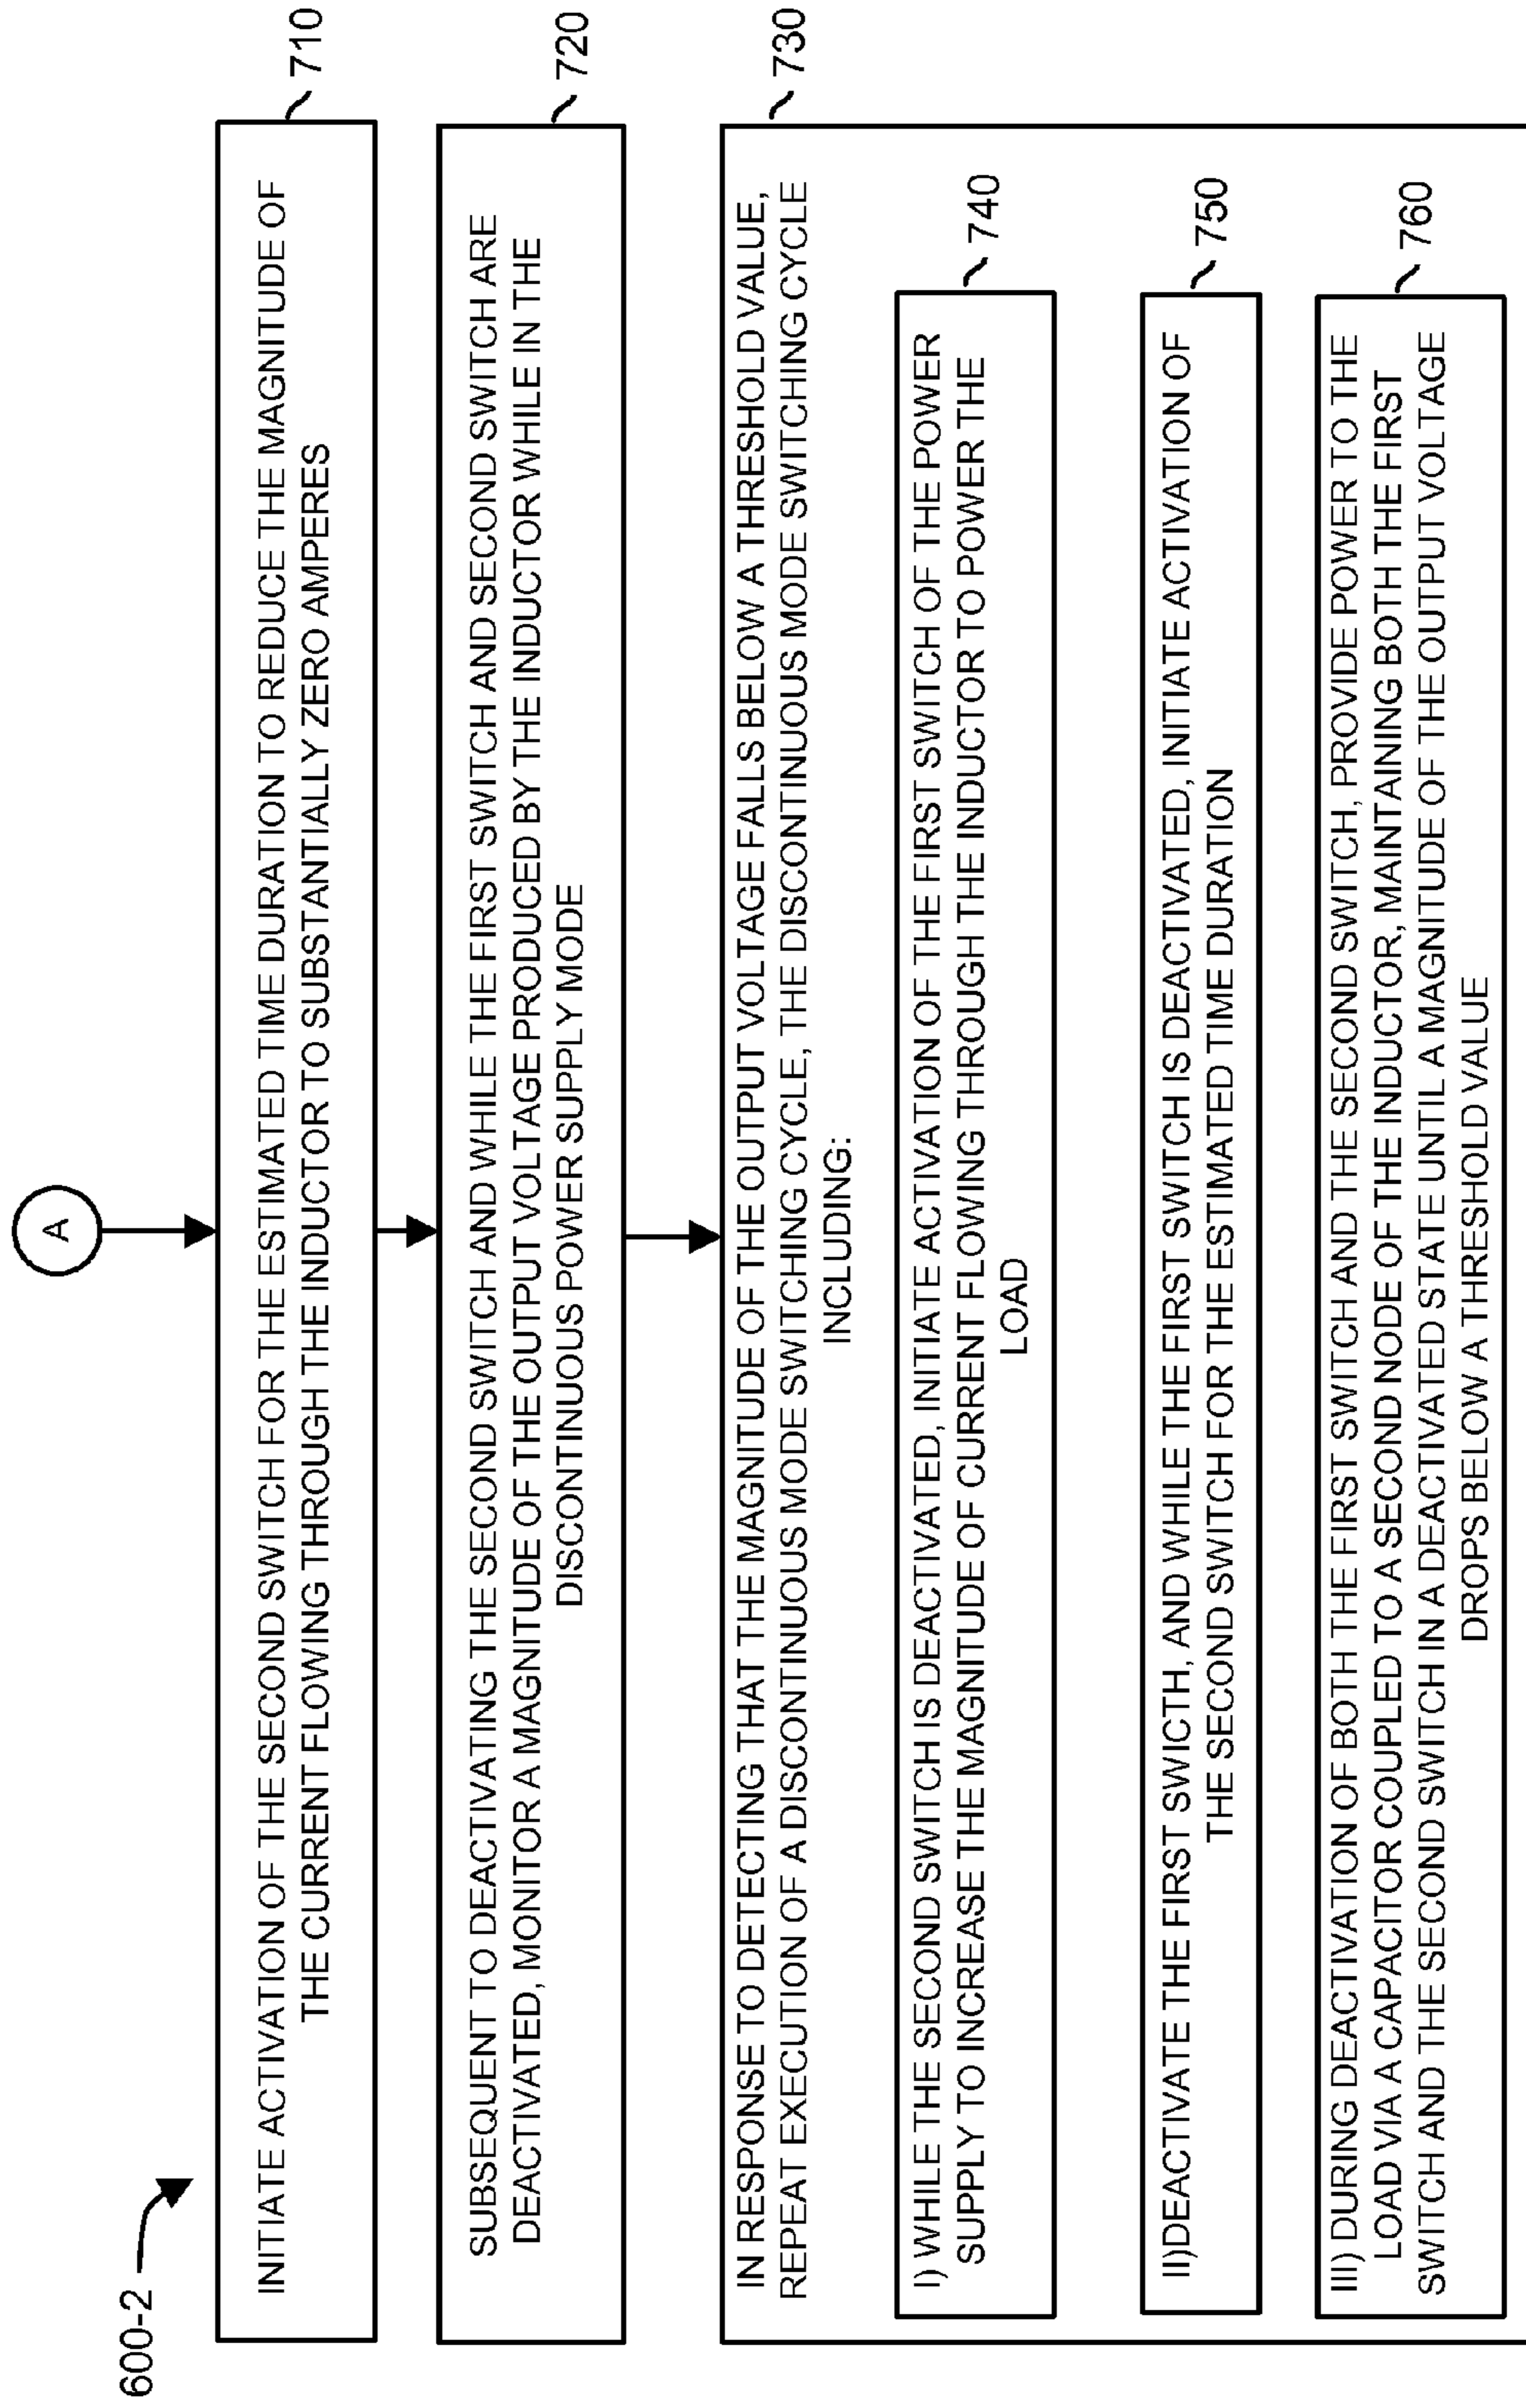 600-2
A
INITIATE ACTIVATION OF THE SECOND SWITCH FOR THE ESTIMATED TIME DURATION TO REDUCE THE MAGNITUDE OF
THE CURRENT FLOWING THROUGH THE INDUCTOR TO SUBSTANTIALLY ZERO AMPERES
710
SUBSEQUENT TO DEACTIVATING THE SECOND SWITCH AND WHILE THE FIRST SWITCH AND SECOND SWITCH ARE
DEACTIVATED, MONITOR A MAGNITUDE OF THE OUTPUT VOLTAGE PRODUCED BY THE INDUCTOR WHILE IN THE
DISCONTINUOUS POWER SUPPLY MODE
720
IN RESPONSE TO DETECTING THAT THE MAGNITUDE OF THE OUTPUT VOLTAGE FALLS BELOW A THRESHOLD VALUE,
REPEAT EXECUTION OF A DISCONTINUOUS MODE SWITCHING CYCLE, THE DISCONTINUOUS MODE SWITCHING CYCLE
INCLUDING:
730
I) WHILE THE SECOND SWITCH IS DEACTIVATED, INITIATE ACTIVATION OF THE FIRST SWITCH OF THE POWER
SUPPLY TO INCREASE THE MAGNITUDE OF CURRENT FLOWING THROUGH THE INDUCTOR TO POWER THE
LOAD
740
II)DEACTIVATE THE FIRST SWICTH, AND WHILE THE FIRST SWITCH IS DEACTIVATED, INITIATE ACTIVATION OF
THE SECOND SWITCH FOR THE ESTIMATED TIME DURATION
750
III) DURING DEACTIVATION OF BOTH THE FIRST SWITCH AND THE SECOND SWITCH, PROVIDE POWER TO THE
LOAD VIA A CAPACITOR COUPLED TO A SECOND NODE OF THE INDUCTOR, MAINTAINING BOTH THE FIRST
SWITCH AND THE SECOND SWITCH IN A DEACTIVATED STATE UNTIL A MAGNITUDE OF THE OUTPUT VOLTAGE
DROPS BELOW A THRESHOLD VALUE
760